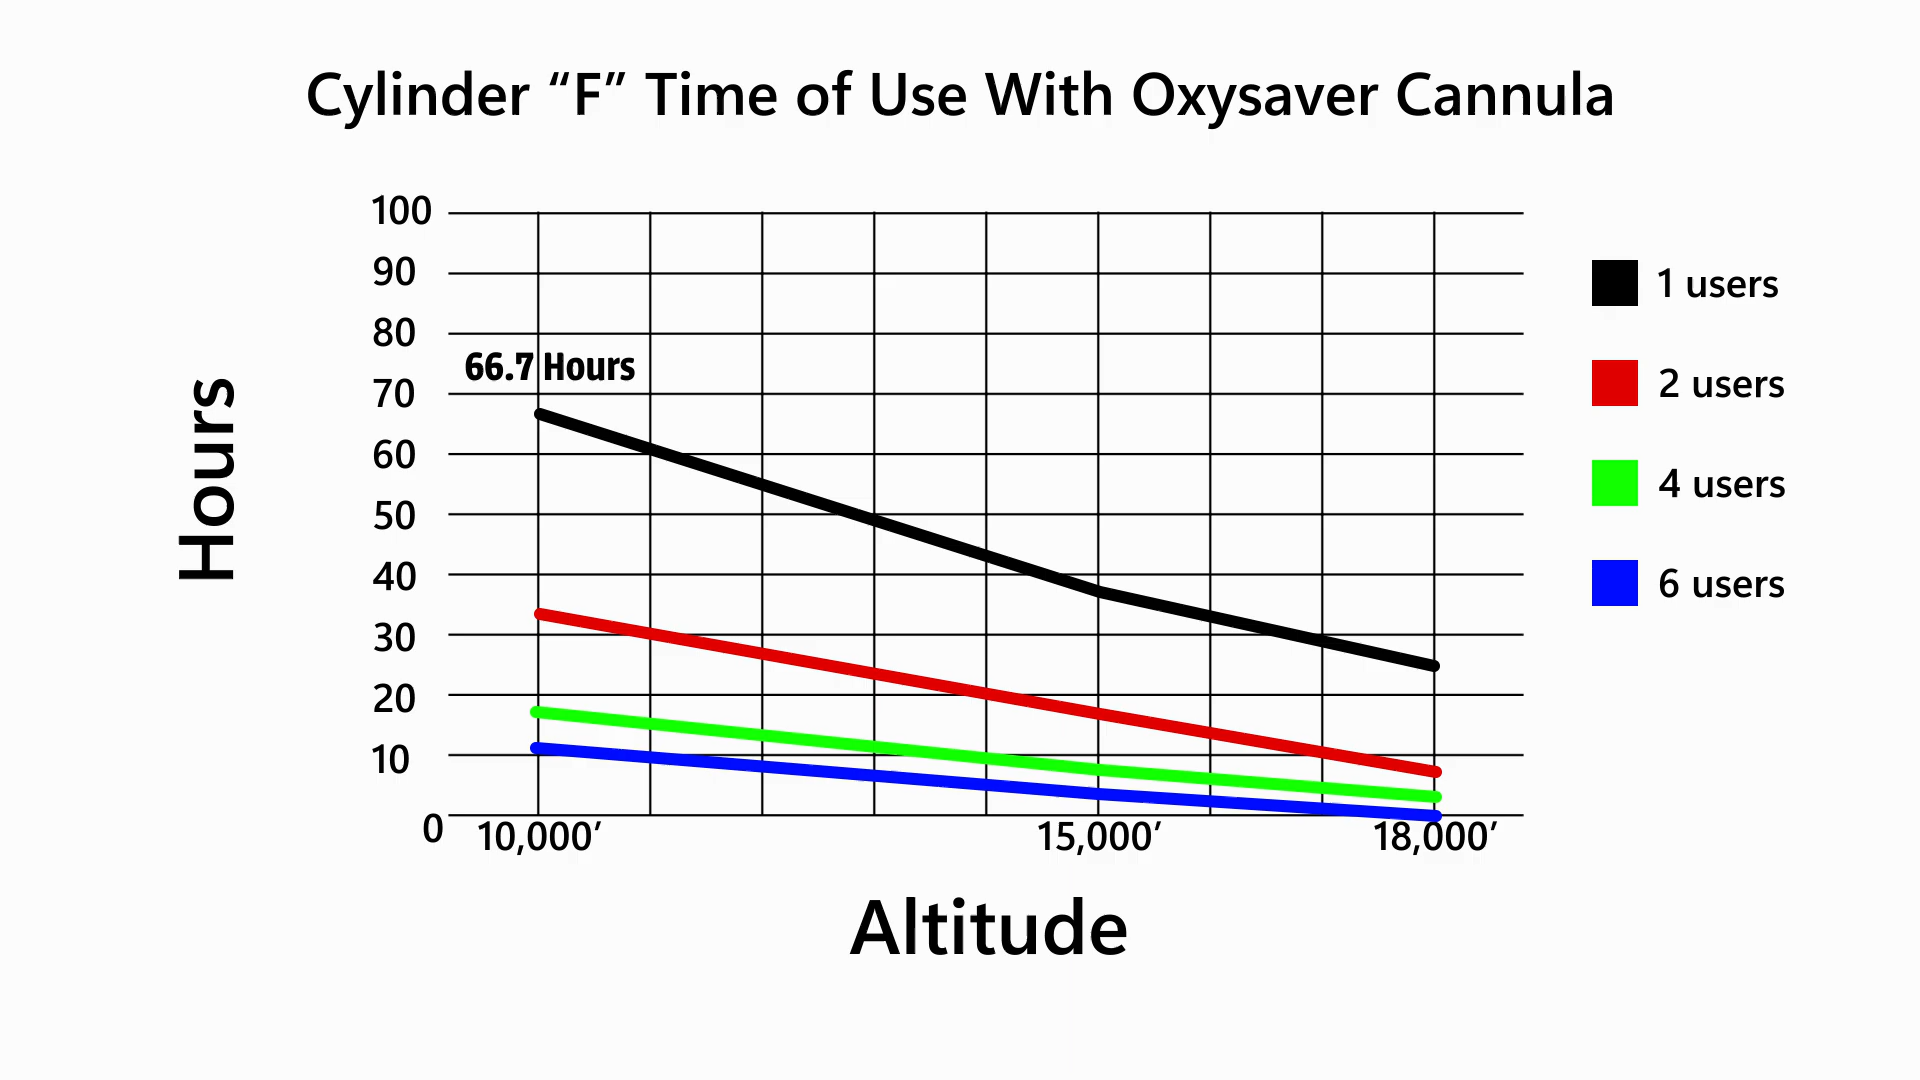 Cylinder “F” Time of Use With Oxysaver Cannula
100
90
80
66.7 Hours
70
60
50
40
30
20
10
0
10,000’
15,000’
18,000’
Hours
Altitude
1 users
2 users
4 users
6 users